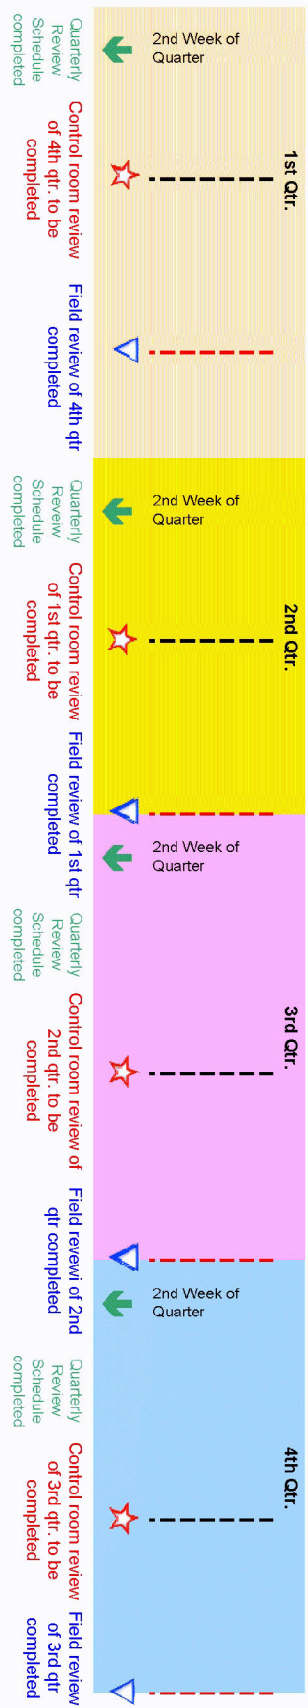 1st Qtr.
2nd Week of
Quarter
Quarterly
Review
Schedule
completed
Control room review
of 4th qtr. to be
completed
Field review of 4th qtr
completed
2nd Qtr.
2nd Week of
Quarter
Quarterly
Reveiw
Schedule
completed
Control room review
of 1st qtr. to be
completed
Field review of 1st qtr
completed
3rd Qtr.
2nd Week of
Quarter
Quarterly
Review
Schedule
completed
Control room review of
2nd qtr. to be
completed
Field revewi of 2nd
qtr completed
4th Qtr.
2nd Week of
Quarter
Quarterly
Review
Schedule
completed
Control room review
of 3rd qtr. to be
completed
Field review
of 3rd qtr
completed